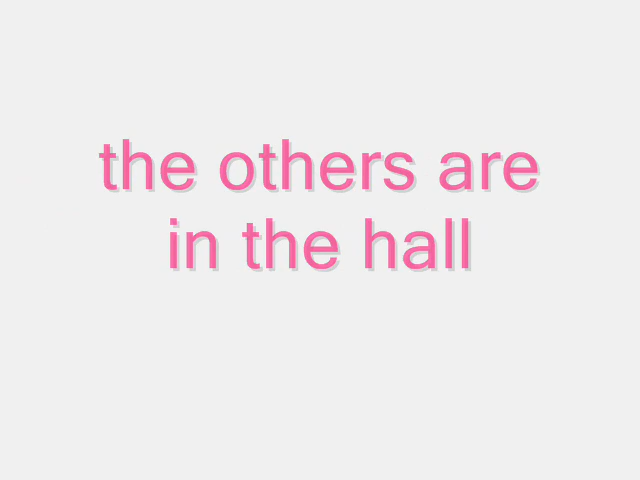 the others are
in the hall